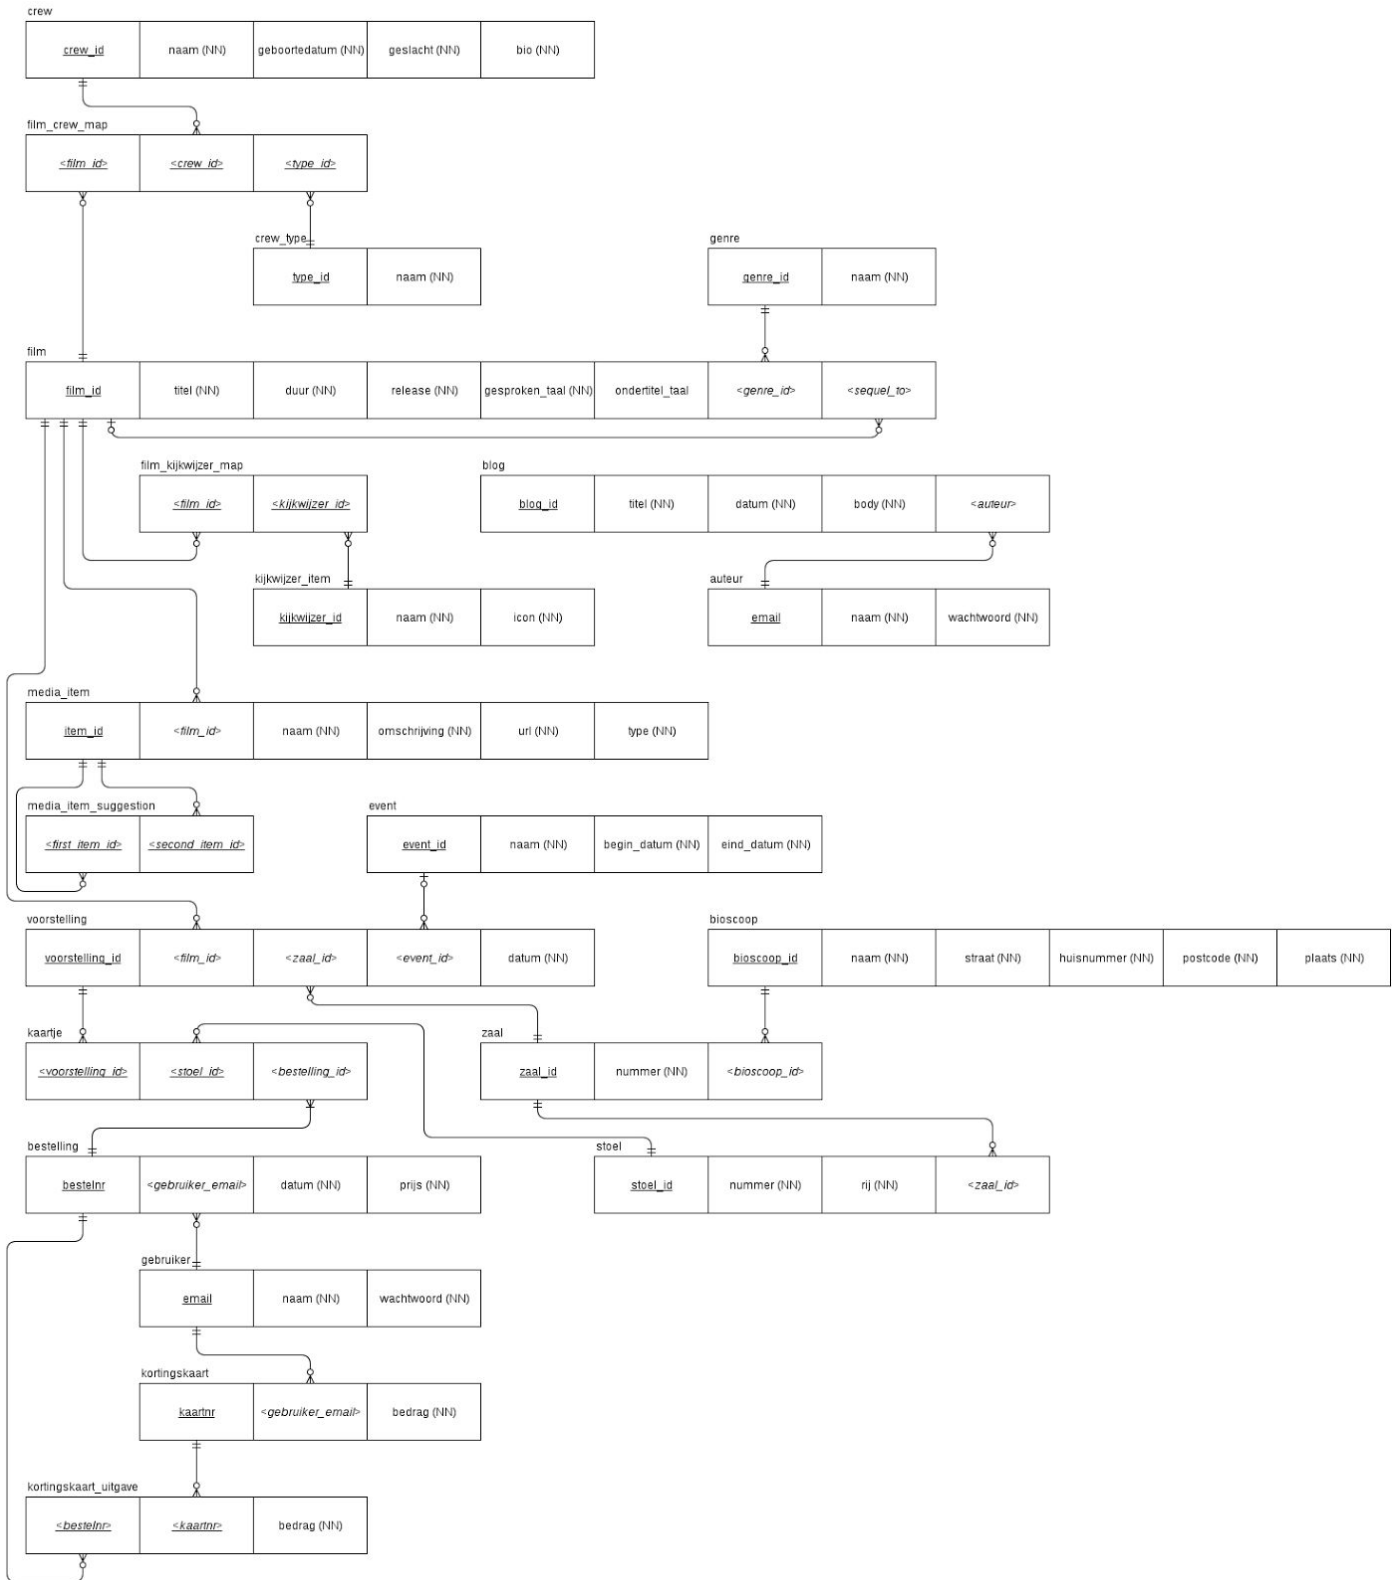 crew
crew_id naam (NN) geboortedatum (NN) geslacht (NN) bio (NN)
film_crew_map
<film_id> <crew_id> <type_id>
crew_type genre
type_id naam (NN) genre_id naam (NN)
film
film_id titel (NN) duur (NN) release (NN) gesproken_taal (NN) ondertitel_taal <genre_id> <sequel_to>
film_kijkwijzer_map blog
<film_id> <kijkwijzer_id> blog_id titel (NN) datum (NN) body (NN) <auteur>
kijkwijzer_item auteur
kijkwijzer_id naam (NN) icon (NN) email naam (NN) wachtwoord (NN)
media_item
item_id <film_id> naam (NN) omschrijving (NN) url (NN) type (NN)
media_item_suggestion event
<first_item_id> <second_item_id> event_id naam (NN) begin_datum (NN) eind_datum (NN)
voorstelling bioscoop
voorstelling_id <film_id> <zaal_id> <event_id> datum (NN) bioscoop_id naam (NN) straat (NN) huisnummer (NN) postcode (NN) plaats (NN)
kaartje zaal
<voorstelling_id> <stoel_id> <bestelling_id> zaal_id nummer (NN) <bioscoop_id>
bestelling stoel
bestelnr <gebruiker_email> datum (NN) prijs (NN) stoel_id nummer (NN) rij (NN) <zaal_id>
gebruiker
email naam (NN) wachtwoord (NN)
kortingskaart
kaartnr <gebruiker_email> bedrag (NN)
kortingskaart_uitgave
<bestelnr> <kaartnr> bedrag (NN)